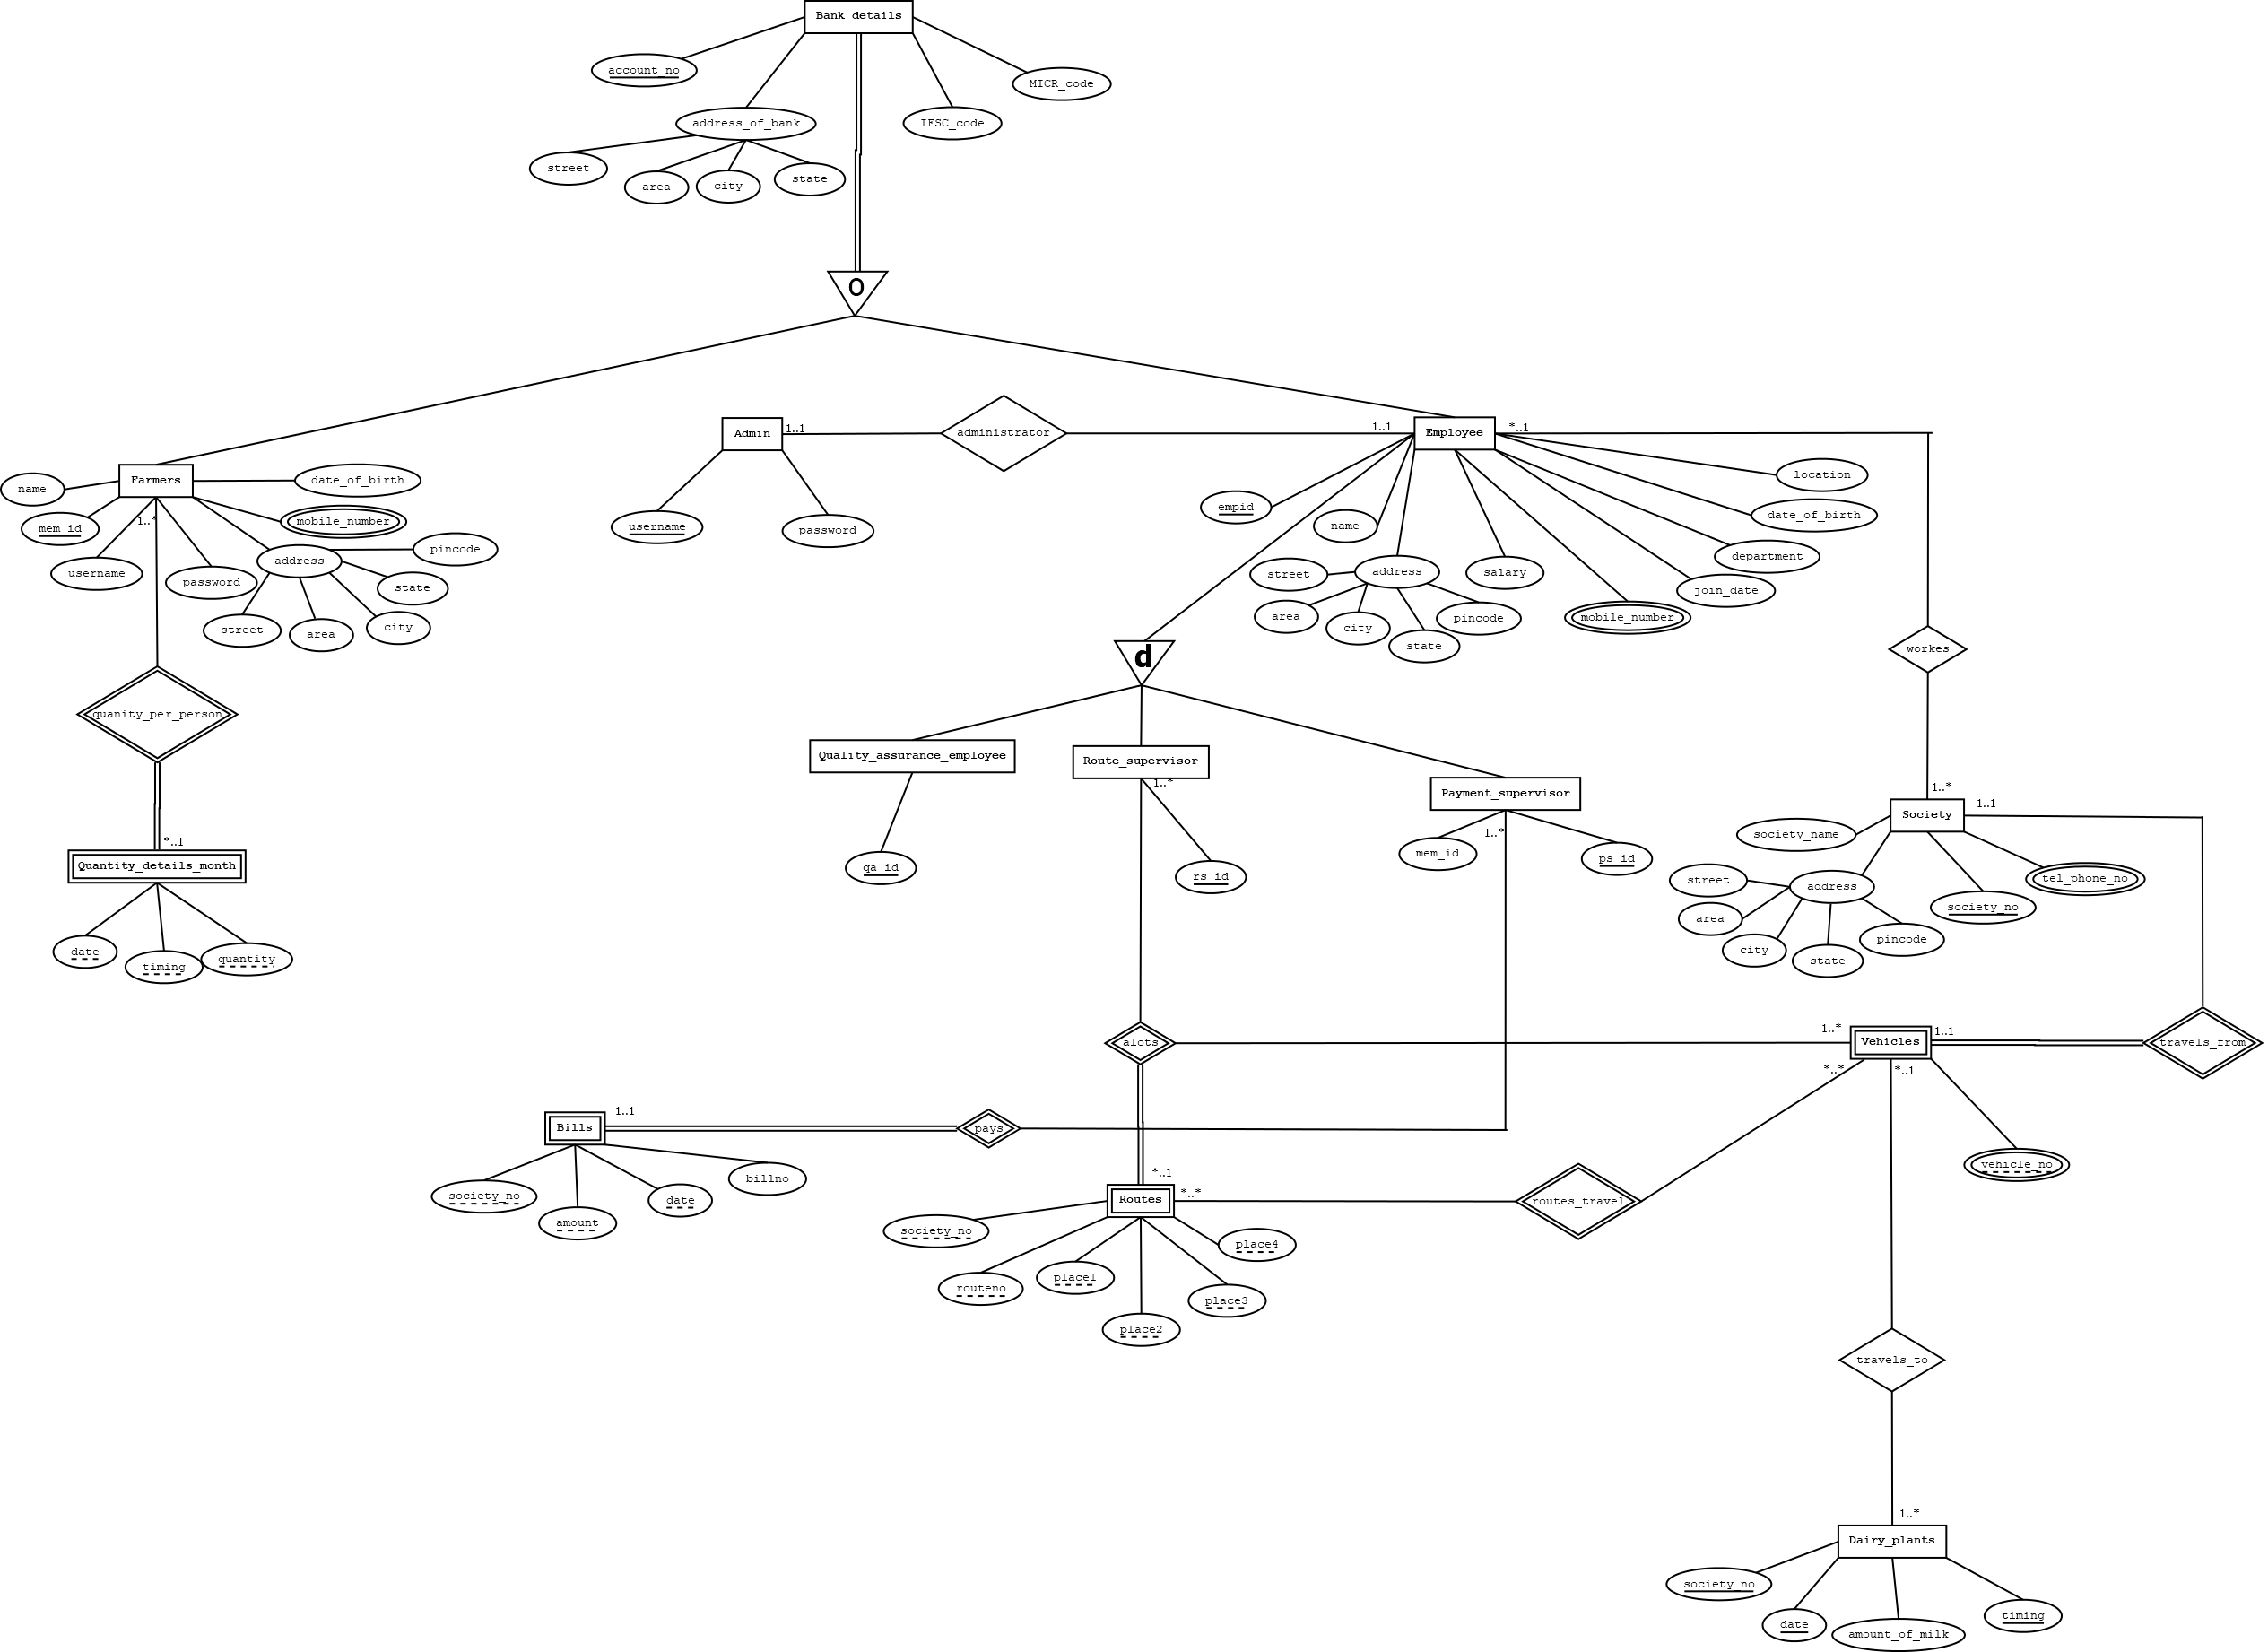 Bank_details
account_no
MICR_code
address_of_bank
IFSC_code
street
area
city
state
O
Farmers
name
mem_id
1..*
username
password
date_of_birth
mobile_number
address
pincode
state
street
area
city
quanity_per_person
*..1
Quantity_details_month
date
timing
quantity
Admin
1..1
administrator
1..1
username
password
Employee
*..1
location
empid
name
date_of_birth
department
join_date
mobile_number
salary
address
street
area
city
state
pincode
workes
d
Quality_assurance_employee
qa_id
Route_supervisor
1..*
rs_id
Payment_supervisor
1..*
mem_id
ps_id
1..*
1..1
Society
society_name
tel_phone_no
society_no
address
street
area
city
state
pincode
alots
1..*
Vehicles
1..1
travels_from
*..*
*..1
vehicle_no
Bills
1..1
pays
society_no
amount
date
billno
*..1
Routes
*..*
routes_travel
society_no
routeno
place1
place2
place3
place4
travels_to
1..*
Dairy_plants
society_no
date
amount_of_milk
timing